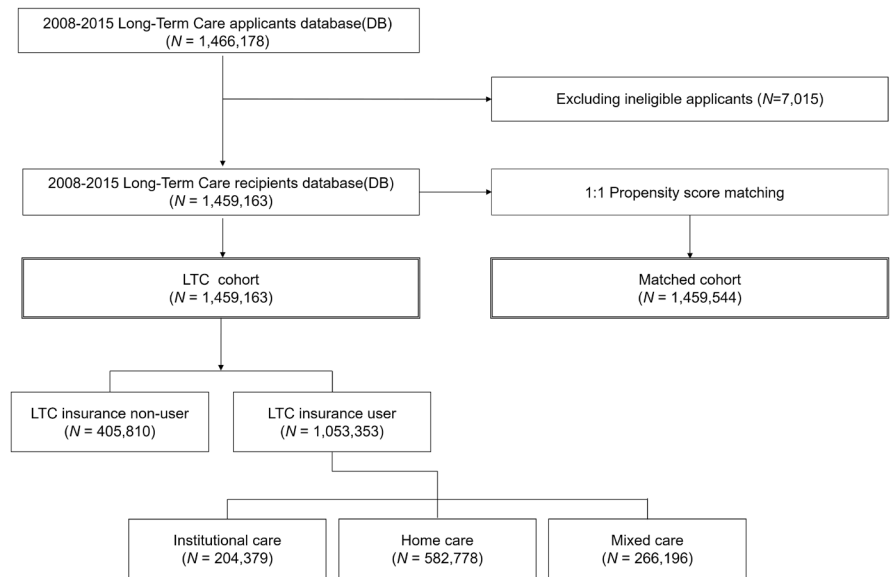 2008-2015 Long-Term Care applicants database(DB)
(N = 1,466,178)
Excluding ineligible applicants (N=7,015)
2008-2015 Long-Term Care recipients database(DB)
(N = 1,459,163)
1:1 Propensity score matching
LTC cohort
(N = 1,459,163)
Matched cohort
(N = 1,459,544)
LTC insurance non-user
(N = 405,810)
LTC insurance user
(N = 1,053,353)
Institutional care
(N = 204,379)
Home care
(N = 582,778)
Mixed care
(N = 266,196)